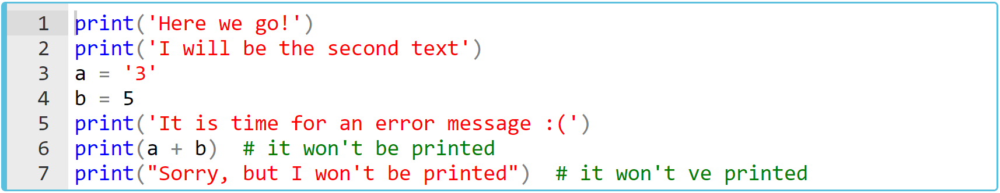 1 print('Here we go!')
2 print('I will be the second text')
3 a = '3'
4 b = 5
5 print('It is time for an error message :(')
6 print(a + b)  # it won't be printed
7 print("Sorry, but I won't be printed")  # it won't ve printed